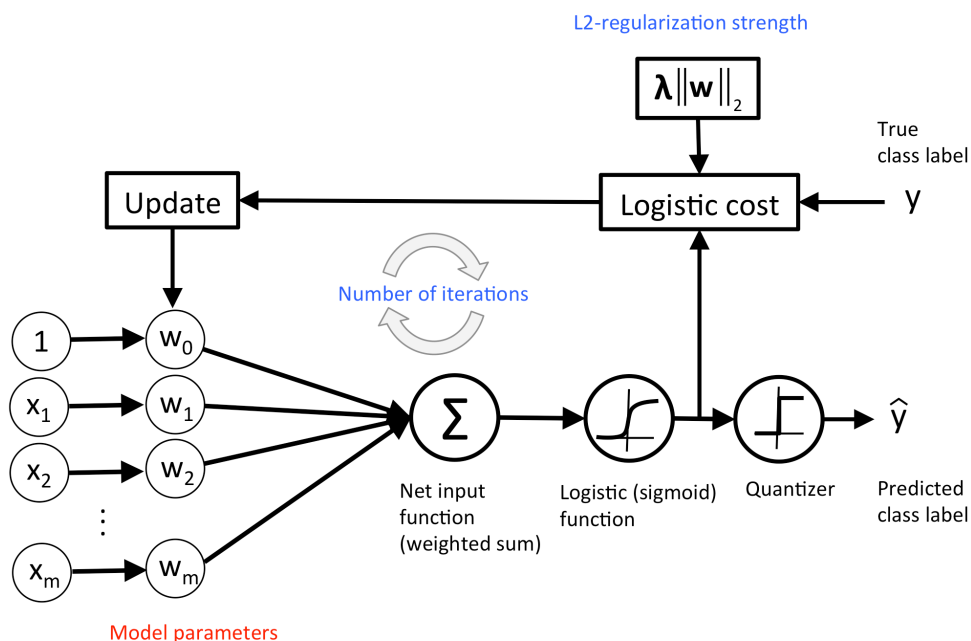 L2-regularization strength
λ||w||₂
True
class label
y
Update
Logistic cost
Number of iterations
1
w₀
x₁
w₁
x₂
w₂
⋮
xₘ
wₘ
Σ
ŷ
Net input
function
(weighted sum)
Logistic (sigmoid)
function
Quantizer
Predicted
class label
Model parameters